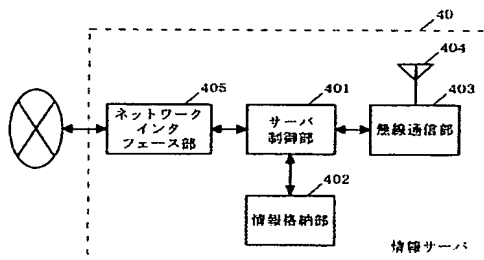 40
404
405
401
403
ネットワーク
インタ
フェース部
サーバ
制御部
無線通信部
402
情報格納部
情報サーバ